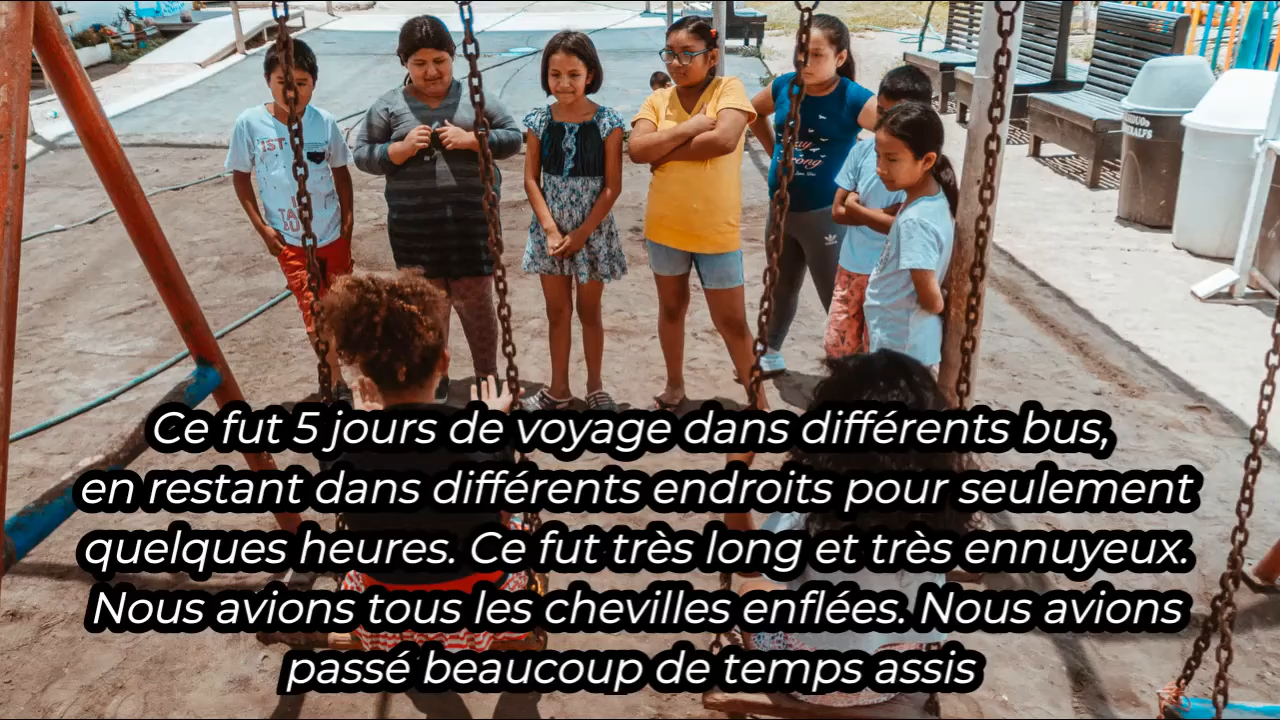 Ce fut 5 jours de voyage dans différents bus,
en restant dans différents endroits pour seulement
quelques heures. Ce fut très long et très ennuyeux.
Nous avions tous les chevilles enflées. Nous avions
passé beaucoup de temps assis